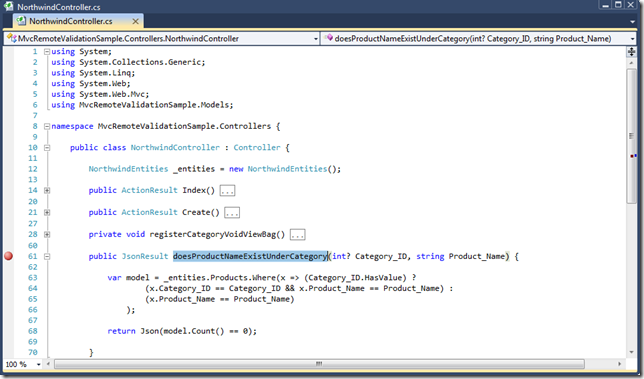 NorthwindController.cs
NorthwindController.cs
MvcRemoteValidationSample.Controllers.NorthwindController doesProductNameExistUnderCategory(int? Category_ID, string Product_Name)
1 using System;
2 using System.Collections.Generic;
3 using System.Linq;
4 using System.Web;
5 using System.Web.Mvc;
6 using MvcRemoteValidationSample.Models;
7
8 namespace MvcRemoteValidationSample.Controllers {
9
10 public class NorthwindController : Controller {
11
12 NorthwindEntities _entities = new NorthwindEntities();
13
14 public ActionResult Index() ...
20
21 public ActionResult Create() ...
27
28 private void registerCategoryVoidViewBag() ...
60
61 public JsonResult doesProductNameExistUnderCategory(int? Category_ID, string Product_Name) {
62
63 var model = _entities.Products.Where(x => (Category_ID.HasValue) ?
64 (x.Category_ID == Category_ID && x.Product_Name == Product_Name) :
65 (x.Product_Name == Product_Name)
66 );
67
68 return Json(model.Count() == 0);
69
70 }
100 %